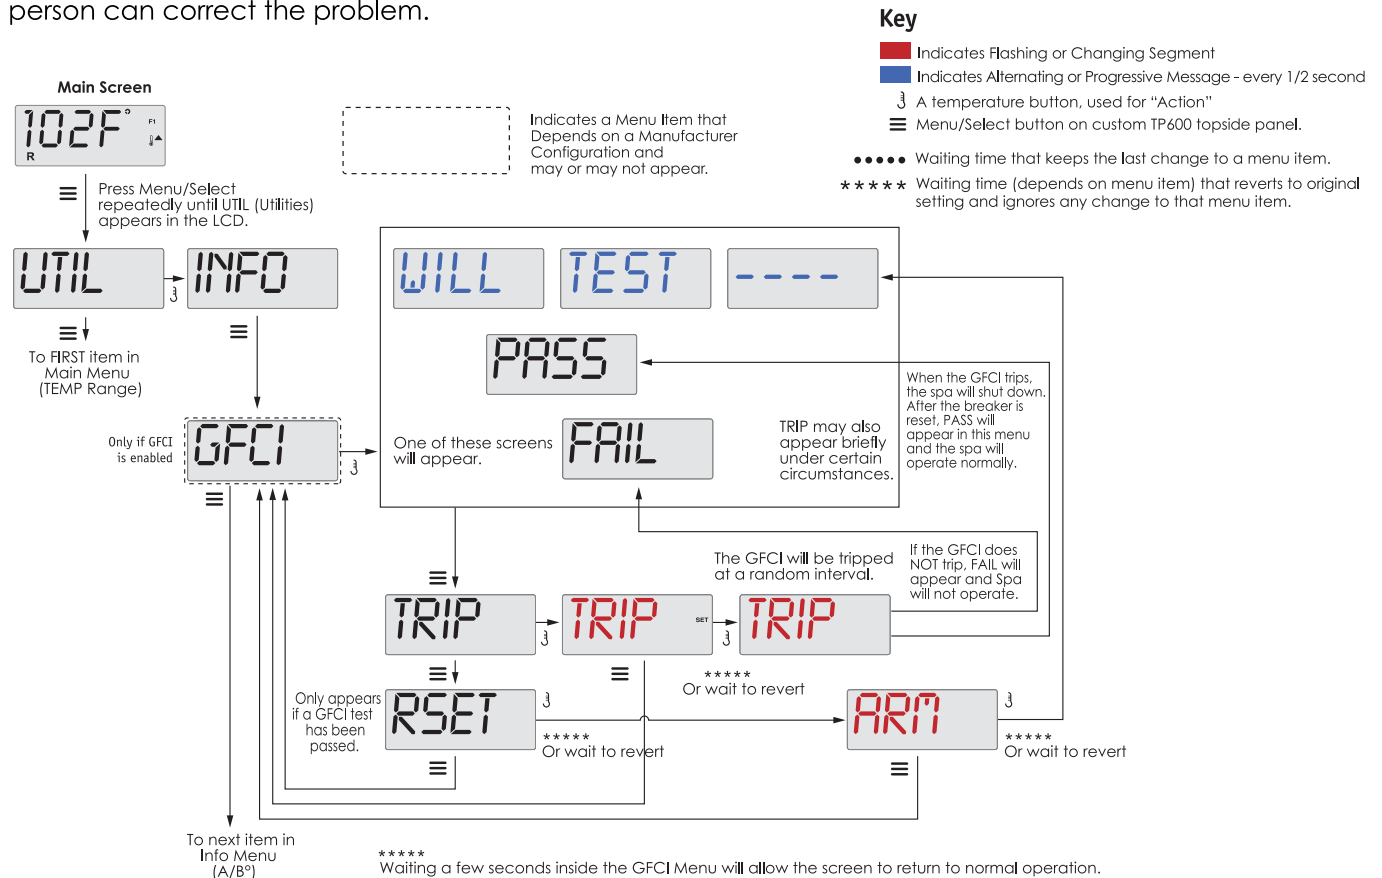 person can correct the problem.
Key
Indicates Flashing or Changing Segment
Indicates Alternating or Progressive Message - every 1/2 second
A temperature button, used for “Action”
Menu/Select button on custom TP600 topside panel.
Waiting time that keeps the last change to a menu item.
***** Waiting time (depends on menu item) that reverts to original
setting and ignores any change to that menu item.
Main Screen
102F°
F1
R
Indicates a Menu Item that
Depends on a Manufacturer
Configuration and
may or may not appear.
Press Menu/Select
repeatedly until UTIL (Utilities)
appears in the LCD.
UTIL
INFO
WILL
TEST
----
To FIRST item in
Main Menu
(TEMP Range)
PASS
When the GFCI trips,
the spa will shut down.
After the breaker is
reset, PASS will
appear in this menu
and the spa will
operate normally.
Only if GFCI
is enabled
GFCI
One of these screens
will appear.
FAIL
TRIP may also
appear briefly
under certain
circumstances.
The GFCI will be tripped
at a random interval.
If the GFCI does
NOT trip, FAIL will
appear and Spa
will not operate.
TRIP
TRIP
SET
TRIP
*****
Or wait to revert
Only appears
if a GFCI test
has been
passed.
RSET
*****
Or wait to revert
ARM
*****
Or wait to revert
To next item in
Info Menu
(A/B°)
*****
Waiting a few seconds inside the GFCI Menu will allow the screen to return to normal operation.